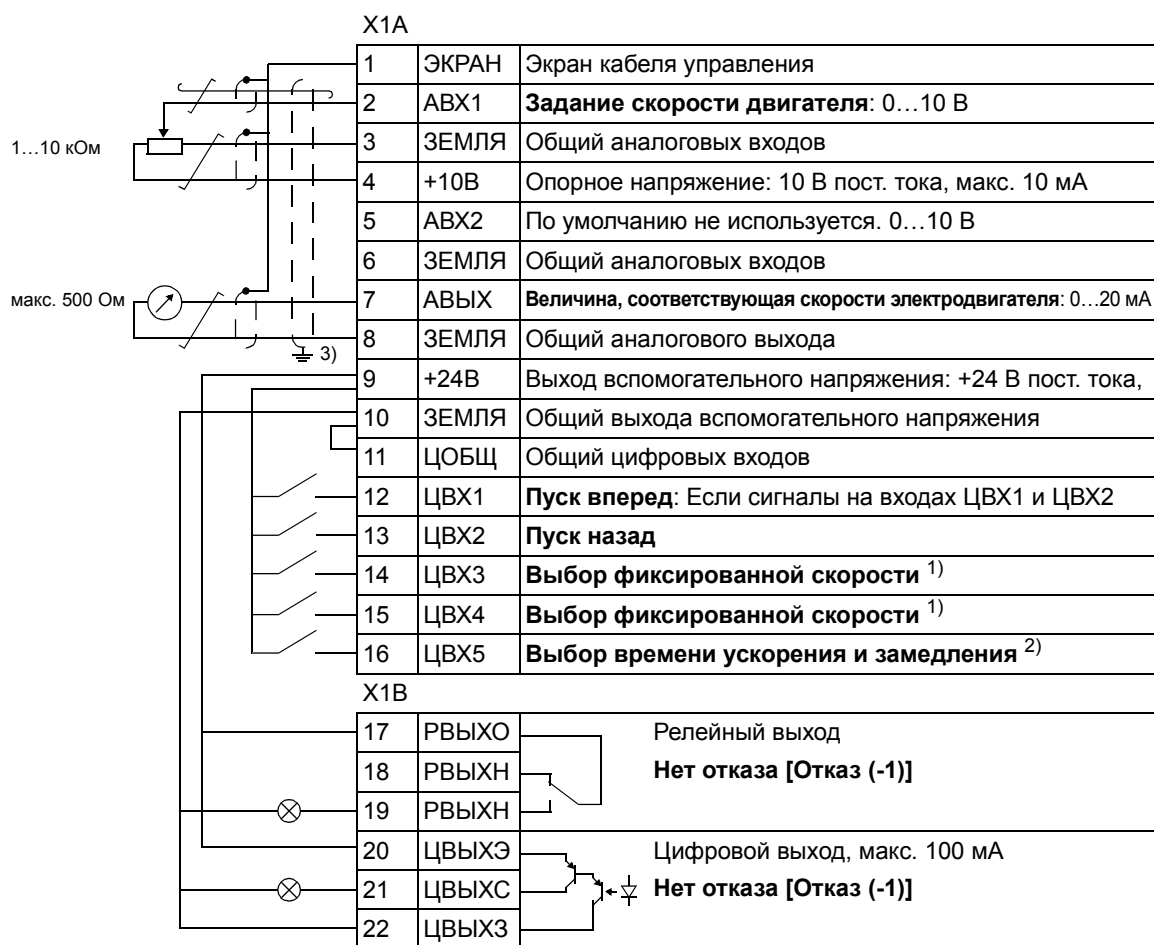 X1A
1 ЭКРАН Экран кабеля управления
2 АВХ1 Задание скорости двигателя: 0…10 В
1…10 кОм
3 ЗЕМЛЯ Общий аналоговых входов
4 +10В Опорное напряжение: 10 В пост. тока, макс. 10 мА
5 АВХ2 По умолчанию не используется. 0…10 В
6 ЗЕМЛЯ Общий аналоговых входов
макс. 500 Ом
7 АВЫХ Величина, соответствующая скорости электродвигателя: 0…20 мА
8 ЗЕМЛЯ Общий аналогового выхода
3)
9 +24В Выход вспомогательного напряжения: +24 В пост. тока,
10 ЗЕМЛЯ Общий выхода вспомогательного напряжения
11 ЦОБЩ Общий цифровых входов
12 ЦВХ1 Пуск вперед: Если сигналы на входах ЦВХ1 и ЦВХ2
13 ЦВХ2 Пуск назад
14 ЦВХ3 Выбор фиксированной скорости 1)
15 ЦВХ4 Выбор фиксированной скорости 1)
16 ЦВХ5 Выбор времени ускорения и замедления 2)
X1B
17 РВЫХО Релейный выход
18 РВЫХН Нет отказа [Отказ (-1)]
19 РВЫХН
20 ЦВЫХЭ Цифровой выход, макс. 100 мА
21 ЦВЫХС Нет отказа [Отказ (-1)]
22 ЦВЫХЗ